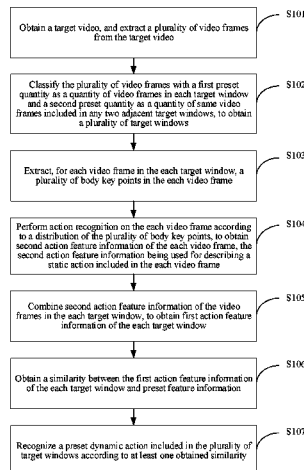 Obtain a target video, and extract a plurality of video frames
from the target video
S101
Classify the plurality of video frames with a first preset
quantity as a quantity of video frames in each target window
and a second preset quantity as a quantity of same video
frames included in any two adjacent target windows, to obtain
a plurality of target windows
S102
Extract, for each video frame in the each target window, a
plurality of body key points in the each video frame
S103
Perform action recognition on the each video frame according
to a distribution of the plurality of body key points, to obtain
second action feature information of the each video frame, the
second action feature information being used for describing a
static action included in the each video frame
S104
Combine second action feature information of the video
frames in the each target window, to obtain first action feature
information of the each target window
S105
Obtain a similarity between the first action feature information
of the each target window and preset feature information
S106
Recognize a preset dynamic action included in the plurality of
target windows according to at least one obtained similarity
S107